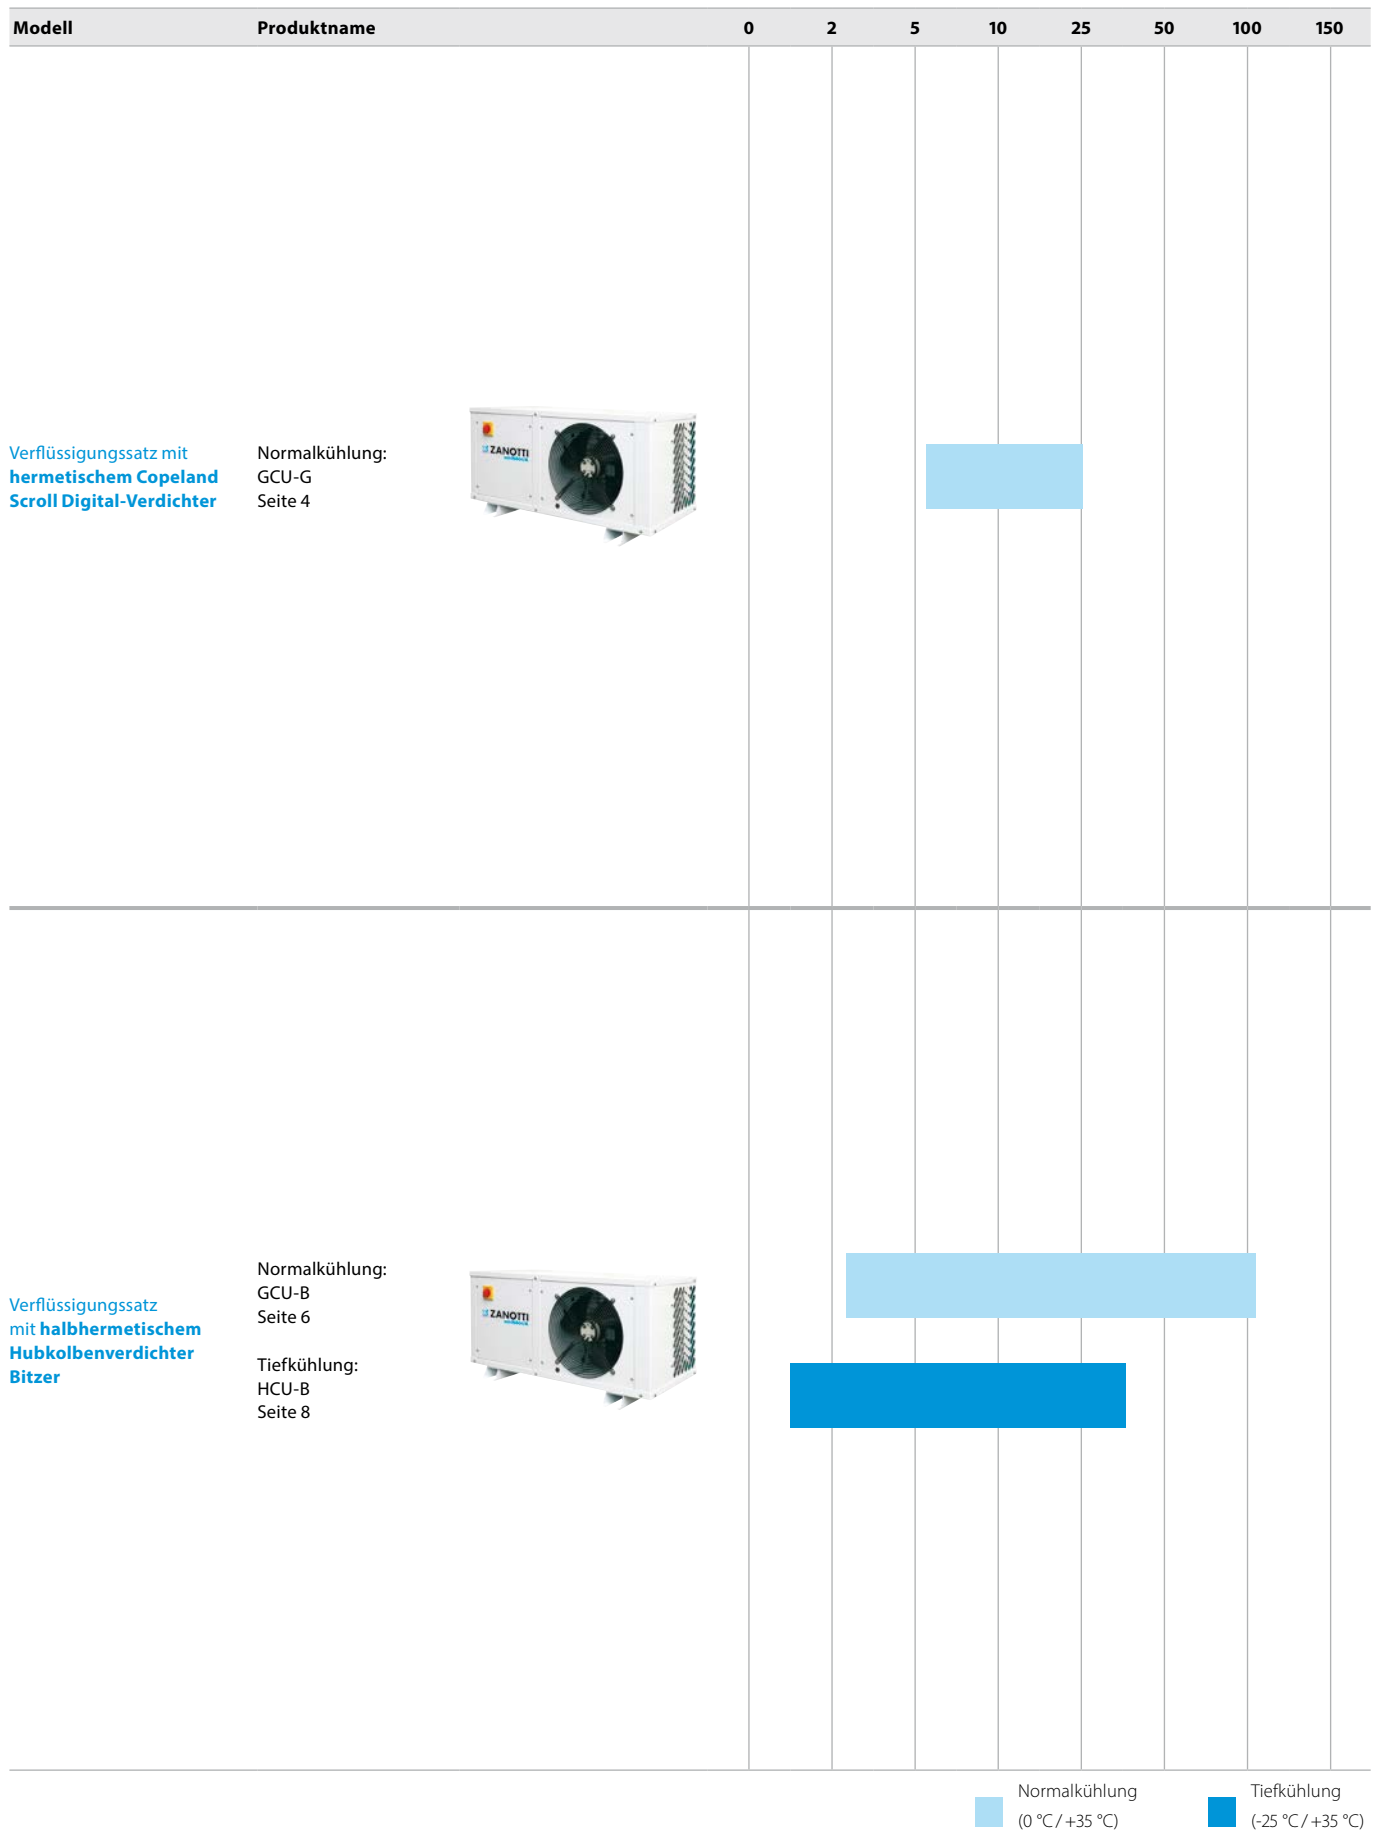 Modell Produktname 0 2 5 10 25 50 100 150
Verflüssigungssatz mit
hermetischem Copeland
Scroll Digital-Verdichter
Normalkühlung:
GCU-G
Seite 4
ZANOTTI
Verflüssigungssatz
mit halbhermetischem
Hubkolbenverdichter
Bitzer
Normalkühlung:
GCU-B
Seite 6
Tiefkühlung:
HCU-B
Seite 8
ZANOTTI
Normalkühlung
(0 °C / +35 °C)
Tiefkühlung
(-25 °C / +35 °C)